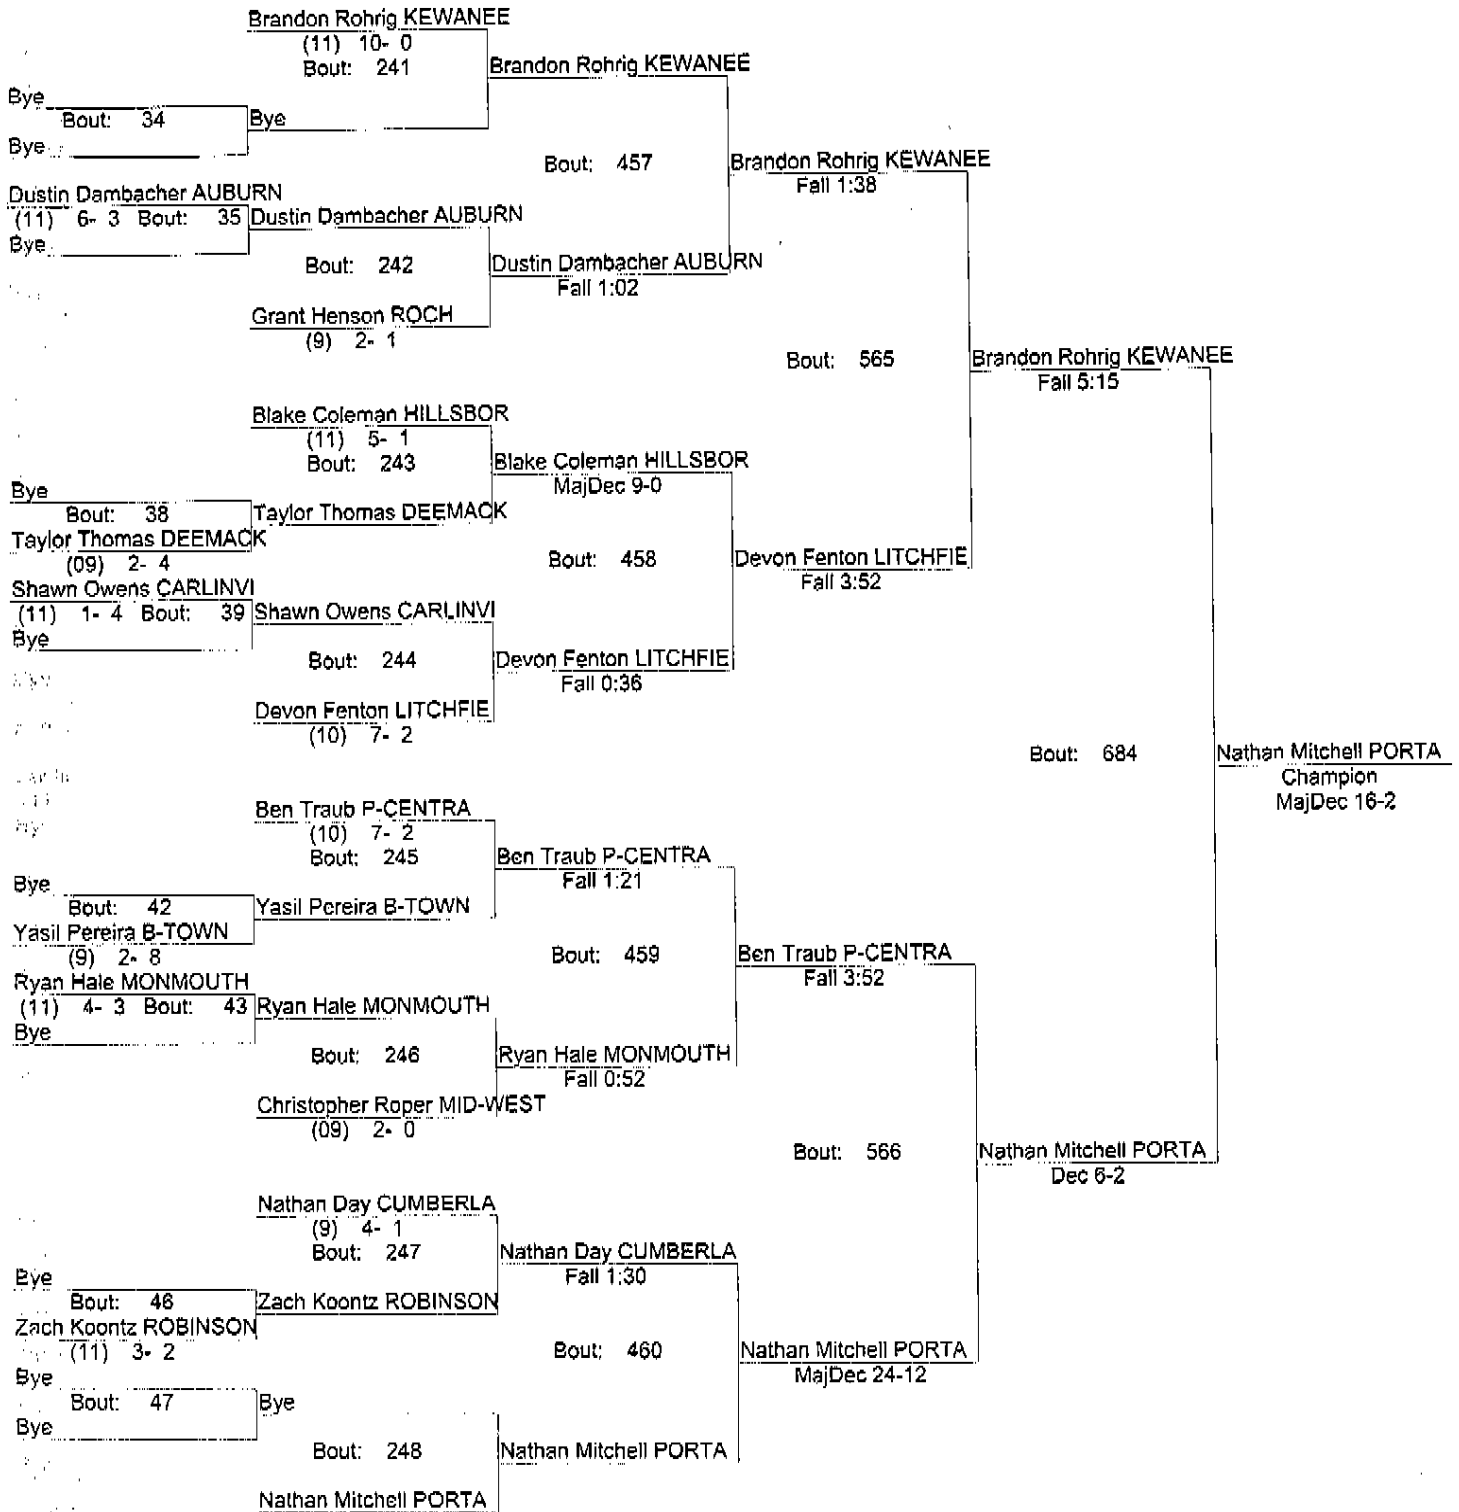 Brandon Rohrig KEWANEE
(11) 10- 0
Bout: 241
Brandon Rohrig KEWANEE
Bye
Bout: 34
Bye
Bye
Bout: 457
Brandon Rohrig KEWANEE
Fall 1:38
Dustin Dambacher AUBURN
(11) 6- 3 Bout: 35
Dustin Dambacher AUBURN
Bye
Bout: 242
Dustin Dambacher AUBURN
Fall 1:02
Grant Henson ROCH
(9) 2- 1
Bout: 565
Brandon Rohrig KEWANEE
Fall 5:15
Blake Coleman HILLSBOR
(11) 5- 1
Bout: 243
Blake Coleman HILLSBOR
MajDec 9-0
Bye
Bout: 38
Taylor Thomas DEEMACK
Taylor Thomas DEEMACK
(09) 2- 4
Bout: 458
Devon Fenton LITCHFIE
Fall 3:52
Shawn Owens CARLINVI
(11) 1- 4 Bout: 39
Shawn Owens CARLINVI
Bye
Bout: 244
Devon Fenton LITCHFIE
Fall 0:36
Devon Fenton LITCHFIE
(10) 7- 2
Bout: 684
Nathan Mitchell PORTA
Champion
MajDec 16-2
Ben Traub P-CENTRA
(10) 7- 2
Bout: 245
Ben Traub P-CENTRA
Fall 1:21
Bye
Bout: 42
Yasil Pereira B-TOWN
Yasil Pereira B-TOWN
(9) 2- 8
Bout: 459
Ben Traub P-CENTRA
Fall 3:52
Ryan Hale MONMOUTH
(11) 4- 3 Bout: 43
Ryan Hale MONMOUTH
Bye
Bout: 246
Ryan Hale MONMOUTH
Fall 0:52
Christopher Roper MID-WEST
(09) 2- 0
Bout: 566
Nathan Mitchell PORTA
Dec 6-2
Nathan Day CUMBERLA
(9) 4- 1
Bout: 247
Nathan Day CUMBERLA
Fall 1:30
Bye
Bout: 46
Zach Koontz ROBINSON
Zach Koontz ROBINSON
(11) 3- 2
Bout: 460
Nathan Mitchell PORTA
MajDec 24-12
Bye
Bout: 47
Bye
Bye
Bout: 248
Nathan Mitchell PORTA
Nathan Mitchell PORTA